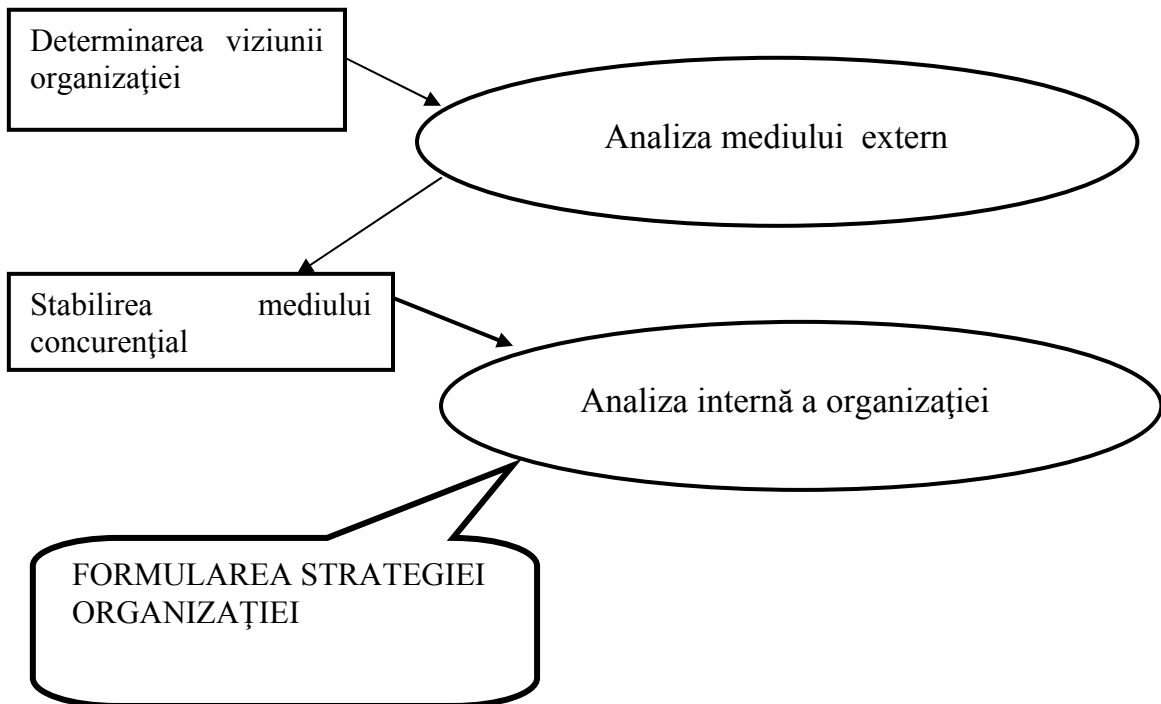 Determinarea viziunii
organizaţiei
Analiza mediului extern
Stabilirea mediului
concurenţial
Analiza internă a organizaţiei
FORMULAREA STRATEGIEI
ORGANIZAŢIEI